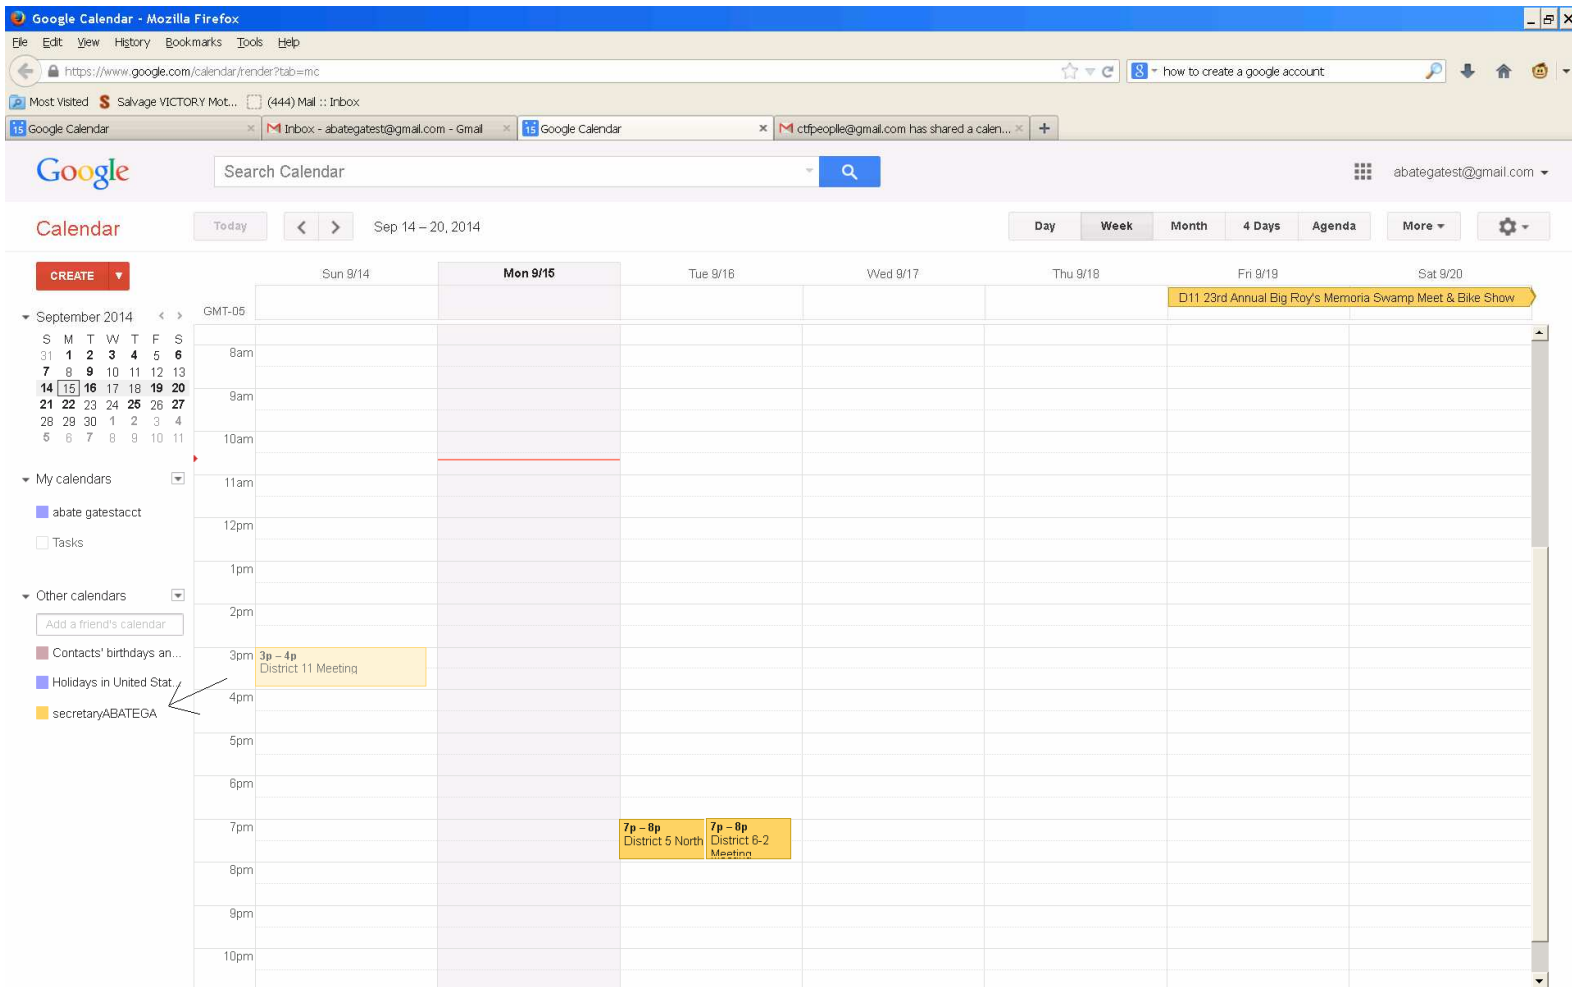 Google Calendar - Mozilla Firefox
File Edit View History Bookmarks Tools Help
https://www.google.com/calendar/render?tab=mc
how to create a google account
Most Visited Salvage VICTORY Mot... (444) Mail :: Inbox
Google Calendar
Inbox - abategatest@gmail.com - Gmail
Google Calendar
ctfpeoplle@gmail.com has shared a calen...
Google
Search Calendar
abategatest@gmail.com
Calendar
Today
Sep 14 – 20, 2014
Day Week Month 4 Days Agenda More
CREATE
Sun 9/14 Mon 9/15 Tue 9/16 Wed 9/17 Thu 9/18 Fri 9/19 Sat 9/20
D11 23rd Annual Big Roy's Memoria Swamp Meet & Bike Show
GMT-05
September 2014
S M T W T F S
31 1 2 3 4 5 6
7 8 9 10 11 12 13
14 15 16 17 18 19 20
21 22 23 24 25 26 27
28 29 30 1 2 3 4
5 6 7 8 9 10 11
My calendars
abate gatestacct
Tasks
Other calendars
Add a friend's calendar
Contacts' birthdays an...
Holidays in United Stat...
secretaryABATEGA
8am
9am
10am
11am
12pm
1pm
2pm
3pm
4pm
5pm
6pm
7pm
8pm
9pm
10pm
3p – 4p
District 11 Meeting
7p – 8p
District 5 North
7p – 8p
District 6-2
Meeting